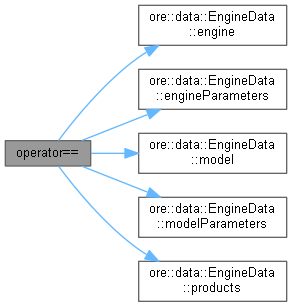 operator==
ore::data::EngineData
::engine
ore::data::EngineData
::engineParameters
ore::data::EngineData
::model
ore::data::EngineData
::modelParameters
ore::data::EngineData
::products